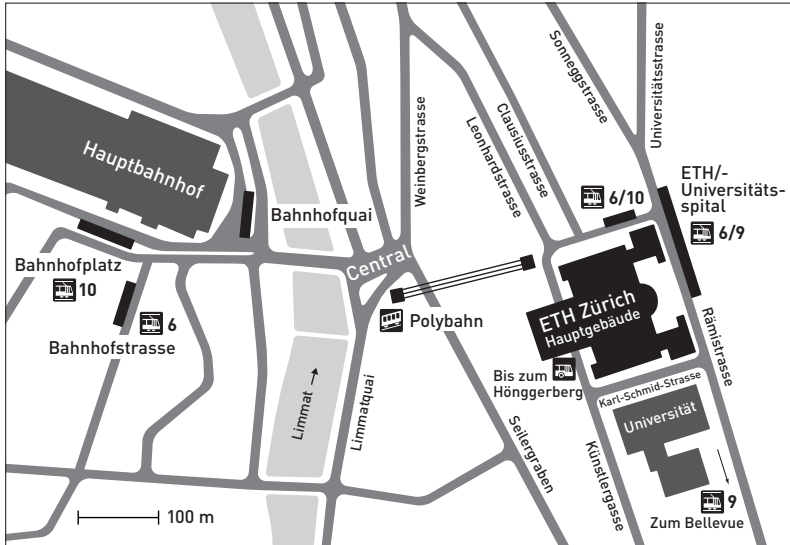 Hauptbahnhof
Bahnhofquai
Bahnhofplatz
10
6
Bahnhofstrasse
Central
Weinbergstrasse
Leonhardstrasse
Clausiusstrasse
Sonneggstrasse
Universitätsstrasse
6/10
ETH/-
Universitäts-
spital
6/9
Polybahn
ETH Zürich
Hauptgebäude
Rämistrasse
Bis zum
Hönggerberg
Karl-Schmid-Strasse
Universität
Limmat
Limmatquai
Seilergraben
Künstlergasse
9
Zum Bellevue
100 m